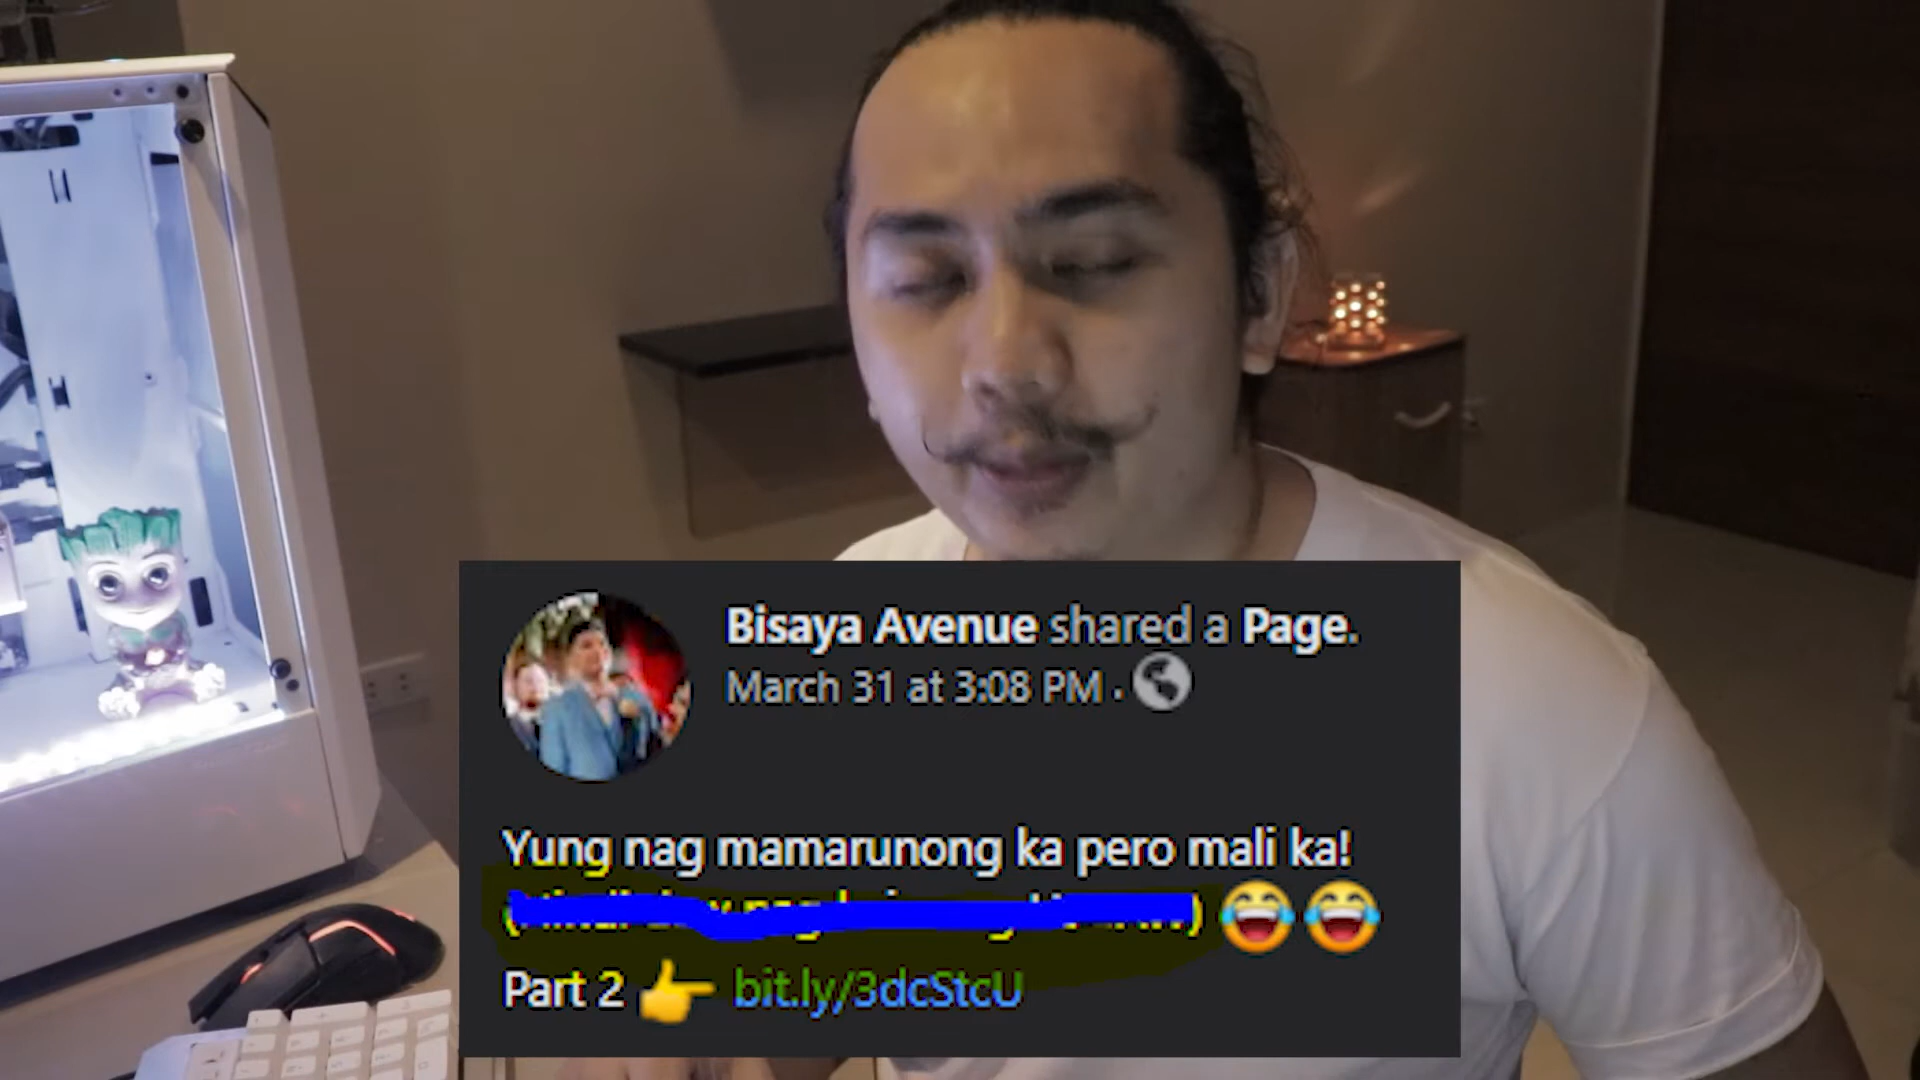 Bisaya Avenue shared a Page.
March 31 at 3:08 PM ·
Yung nag mamarunong ka pero mali ka!
😂😂
Part 2 👉 bit.ly/3dcStcU